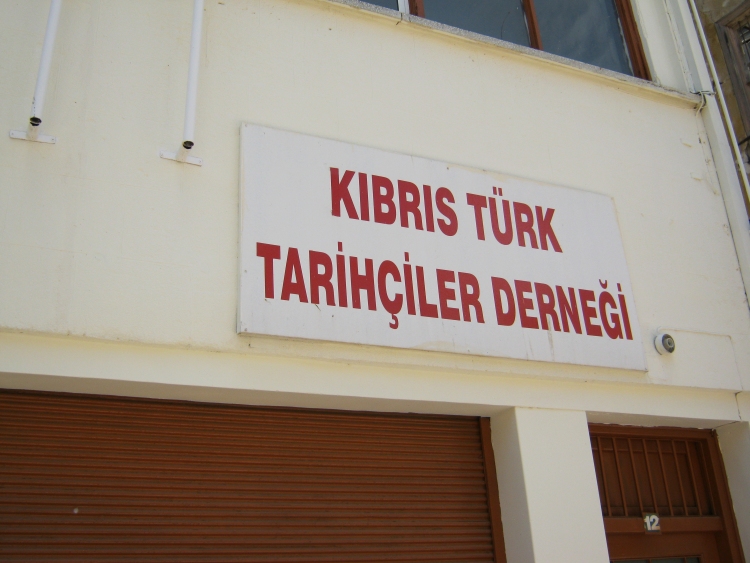 KIBRIS TÜRK
TARİHÇİLER DERNEĞİ
12